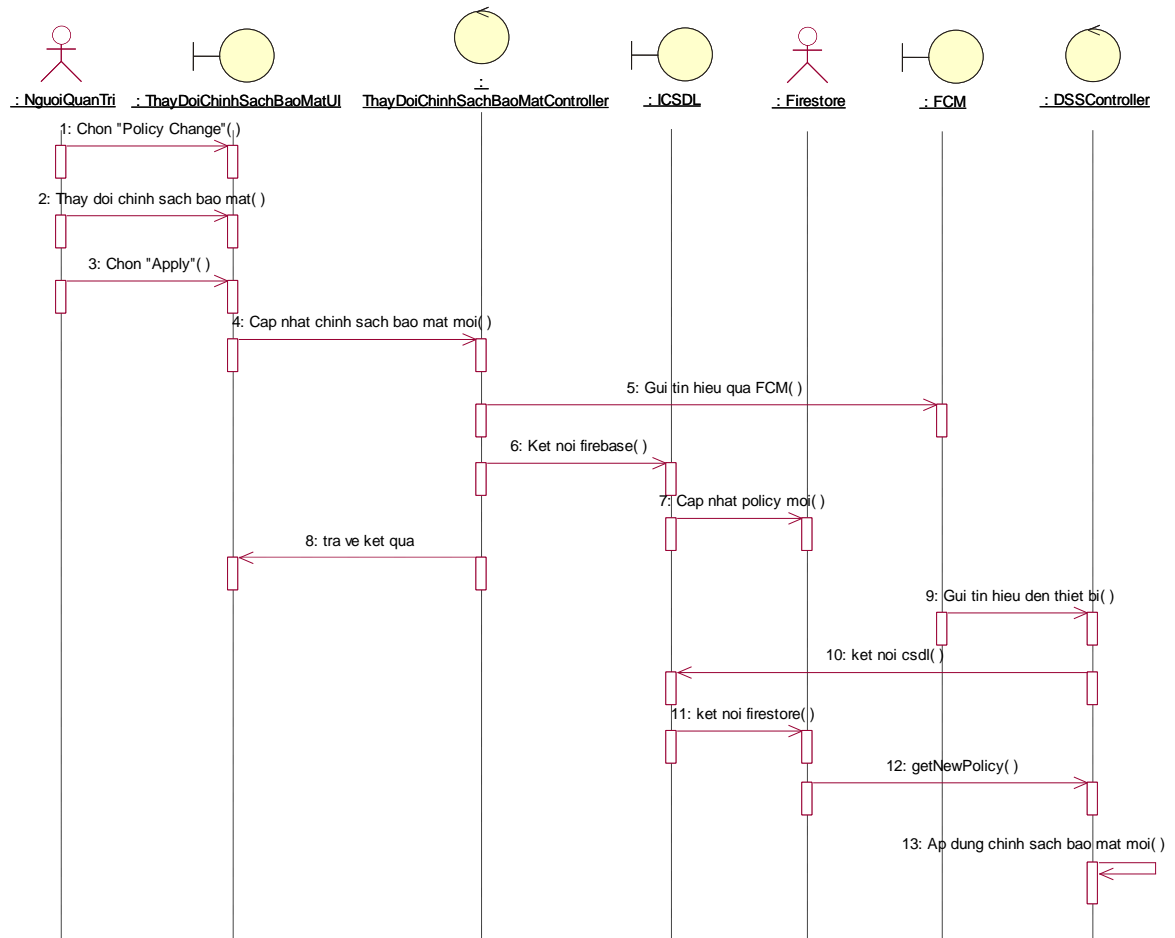 : NguoiQuanTri
: ThayDoiChinhSachBaoMatUI
:
ThayDoiChinhSachBaoMatController
: ICSDL
: Firestore
: FCM
: DSSController
1: Chon "Policy Change"( )
2: Thay doi chinh sach bao mat( )
3: Chon "Apply"( )
4: Cap nhat chinh sach bao mat moi( )
5: Gui tin hieu qua FCM( )
6: Ket noi firebase( )
7: Cap nhat policy moi( )
8: tra ve ket qua
9: Gui tin hieu den thiet bi( )
10: ket noi csdl( )
11: ket noi firestore( )
12: getNewPolicy( )
13: Ap dung chinh sach bao mat moi( )